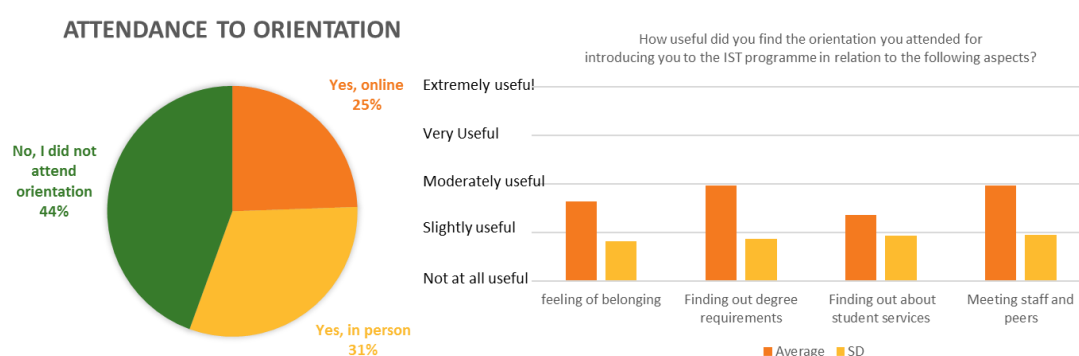 ATTENDANCE TO ORIENTATION
Yes, online
25%
No, I did not
attend
orientation
44%
Yes, in person
31%
How useful did you find the orientation you attended for
introducing you to the IST programme in relation to the following aspects?
Extremely useful
Very Useful
Moderately useful
Slightly useful
Not at all useful
feeling of belonging
Finding out degree
requirements
Finding out about
student services
Meeting staff and
peers
Average SD